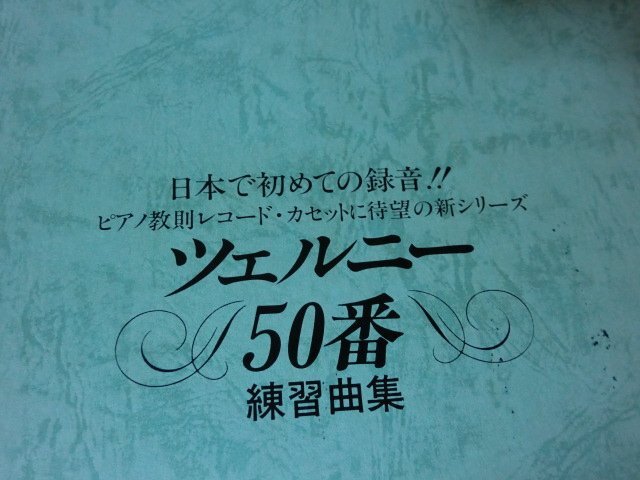 日本で初めての録音!!
ピアノ教則レコード・カセットに待望の新シリーズ
ツェルニー
50番
練習曲集